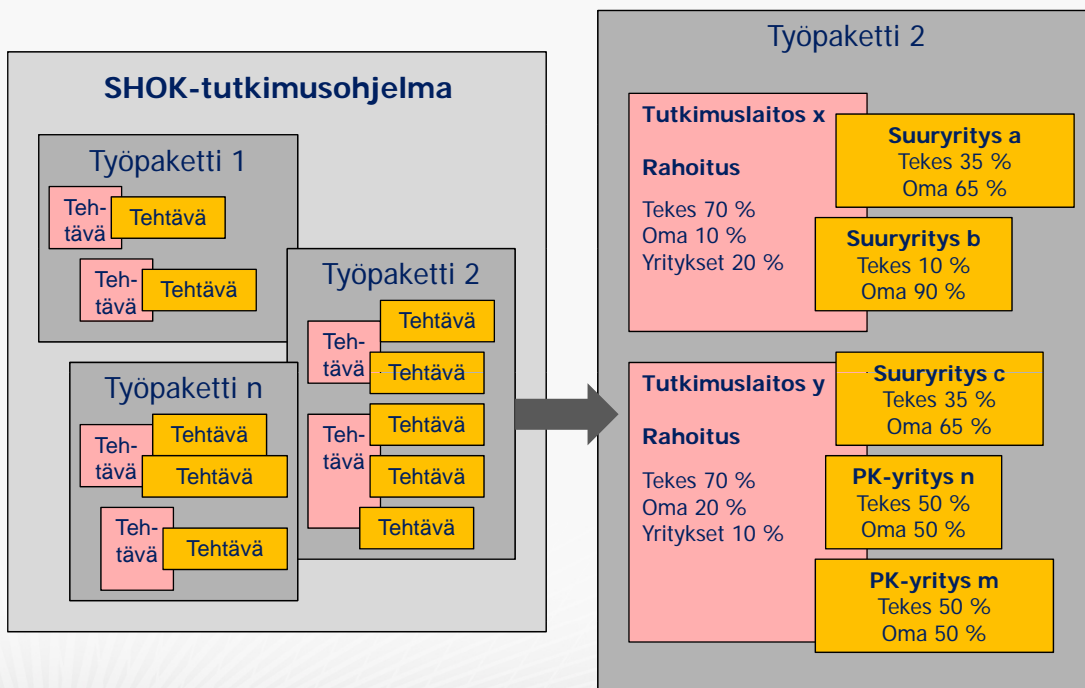 SHOK-tutkimusohjelma
Työpaketti 1
Teh-
tävä
Tehtävä
Teh-
tävä
Tehtävä
Työpaketti 2
Teh-
tävä
Tehtävä
Tehtävä
Teh-
tävä
Tehtävä
Tehtävä
Tehtävä
Työpaketti n
Teh-
tävä
Tehtävä
Tehtävä
Teh-
tävä
Tehtävä
Työpaketti 2
Tutkimuslaitos x
Rahoitus
Tekes 70 %
Oma 10 %
Yritykset 20 %
Suuryritys a
Tekes 35 %
Oma 65 %
Suuryritys b
Tekes 10 %
Oma 90 %
Tutkimuslaitos y
Rahoitus
Tekes 70 %
Oma 20 %
Yritykset 10 %
Suuryritys c
Tekes 35 %
Oma 65 %
PK-yritys n
Tekes 50 %
Oma 50 %
PK-yritys m
Tekes 50 %
Oma 50 %